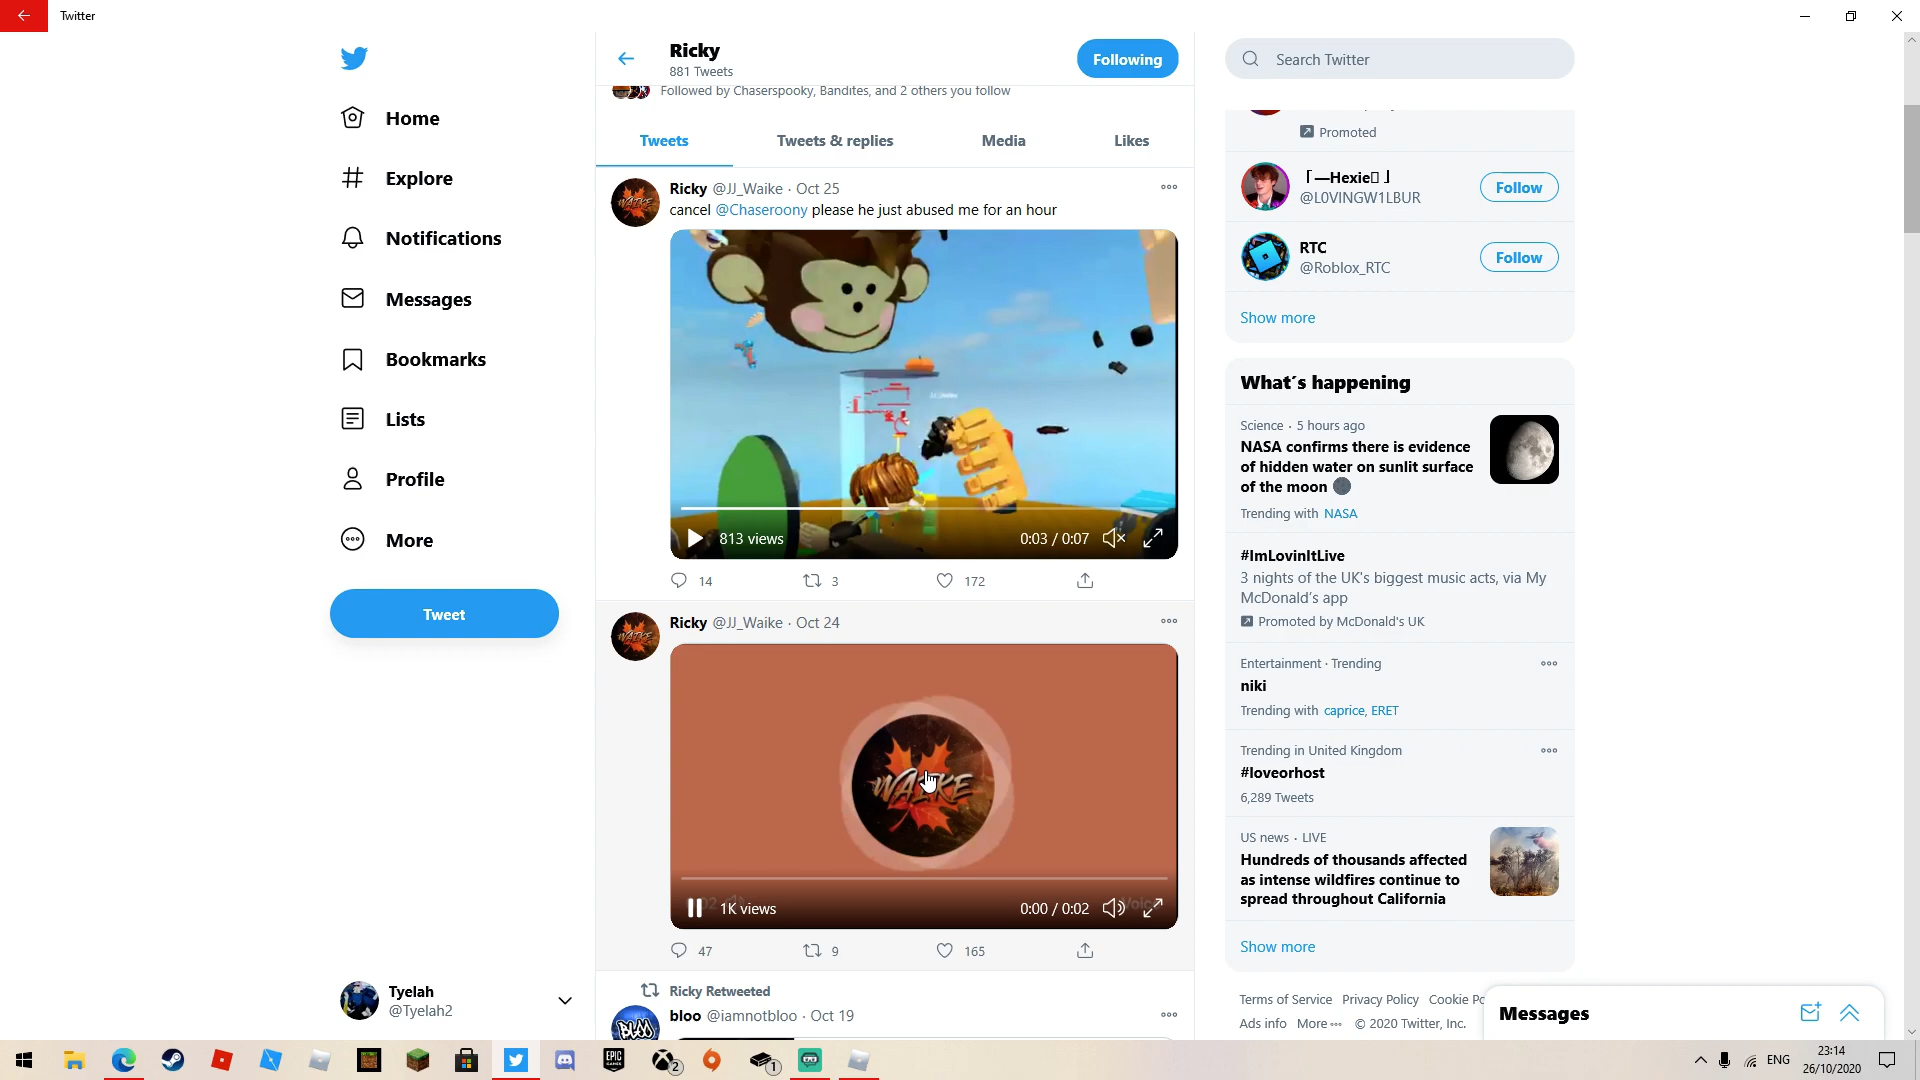 Twitter
Home
Explore
Notifications
Messages
Bookmarks
Lists
Profile
More
Tweet
Tyelah
@Tyelah2
Ricky
881 Tweets
Following
Followed by Chaserspooky, Bandites, and 2 others you follow
Tweets
Tweets & replies
Media
Likes
Ricky @JJ_Waike · Oct 25
cancel @Chaseroony please he just abused me for an hour
813 views
0:03 / 0:07
14
3
172
Ricky @JJ_Waike · Oct 24
WAIKE
1K views
0:00 / 0:02
47
9
165
Ricky Retweeted
bloo @iamnotbloo · Oct 19
BLOO
Search Twitter
Promoted
「—Hexie▯」
@L0VINGW1LBUR
Follow
RTC
@Roblox_RTC
Follow
Show more
What's happening
Science · 5 hours ago
NASA confirms there is evidence
of hidden water on sunlit surface
of the moon
Trending with NASA
#ImLovinItLive
3 nights of the UK's biggest music acts, via My
McDonald's app
Promoted by McDonald's UK
Entertainment · Trending
niki
Trending with caprice, ERET
Trending in United Kingdom
#loveorhost
6,289 Tweets
US news · LIVE
Hundreds of thousands affected
as intense wildfires continue to
spread throughout California
Show more
Terms of Service Privacy Policy Cookie Po
Ads info More © 2020 Twitter, Inc.
Messages
EPIC
GAMES
2
1
ENG
23:14
26/10/2020